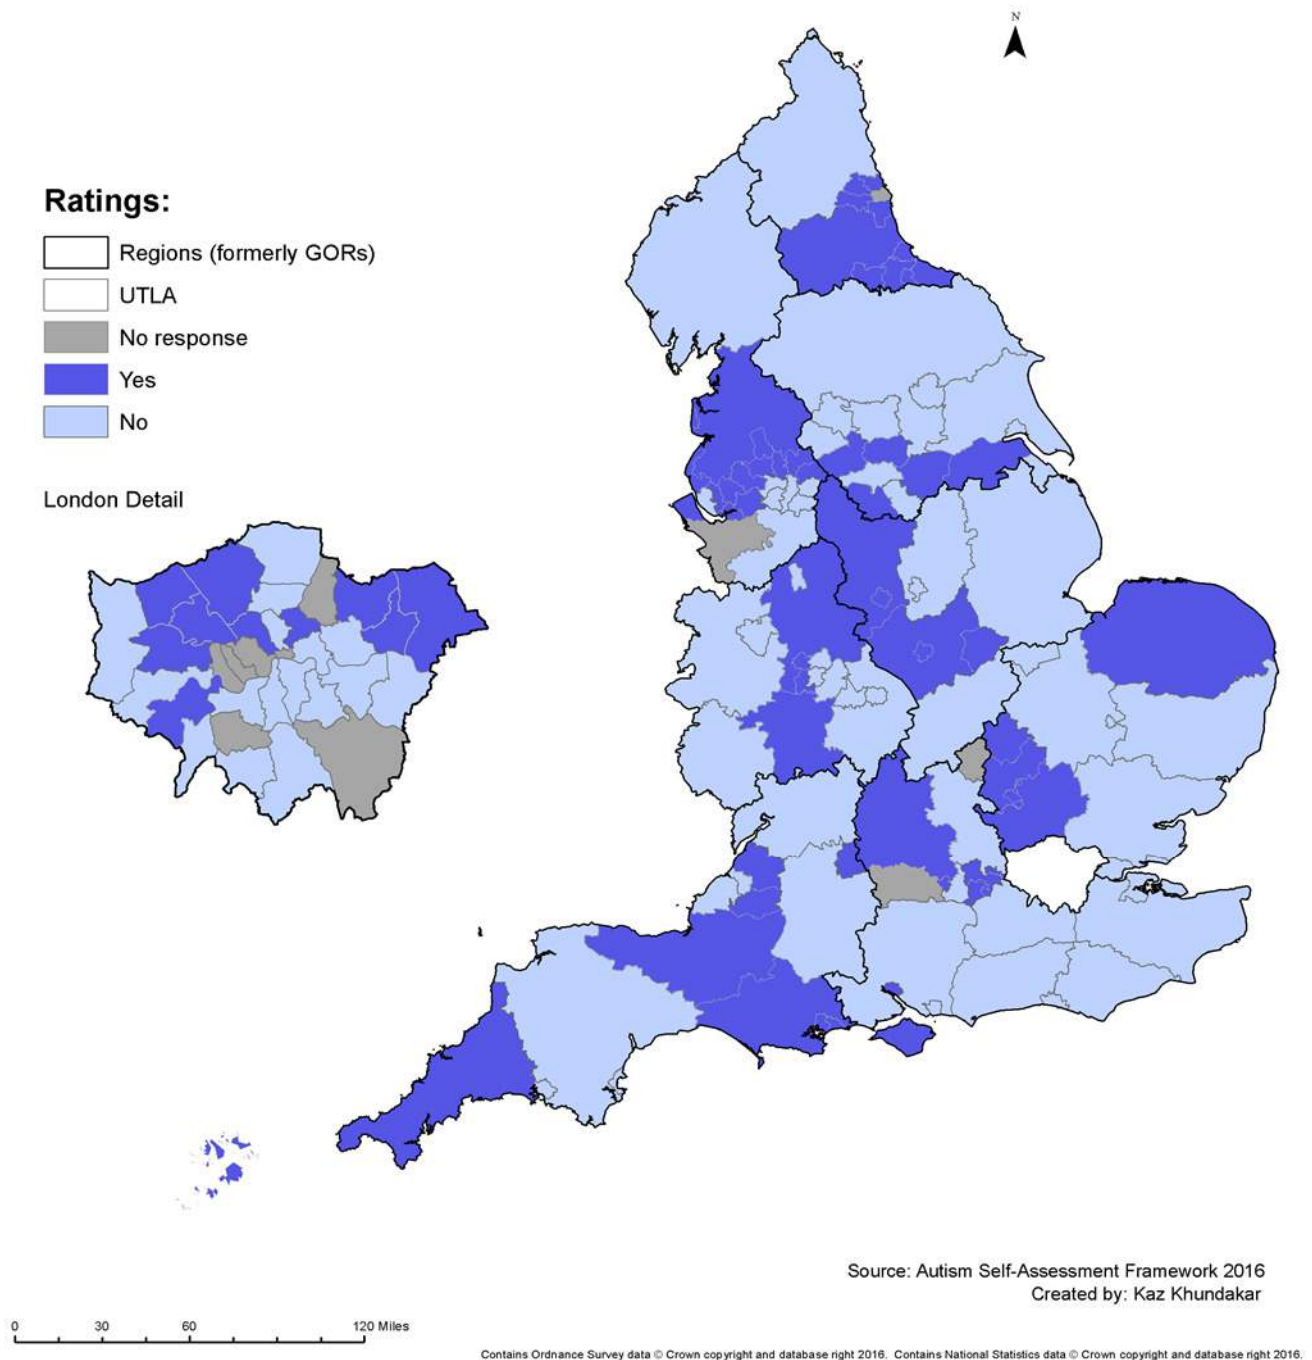 N
Ratings:
Regions (formerly GORs)
UTLA
No response
Yes
No
London Detail
Source: Autism Self-Assessment Framework 2016
Created by: Kaz Khundakar
0 30 60 120 Miles
Contains Ordnance Survey data © Crown copyright and database right 2016. Contains National Statistics data © Crown copyright and database right 2016.